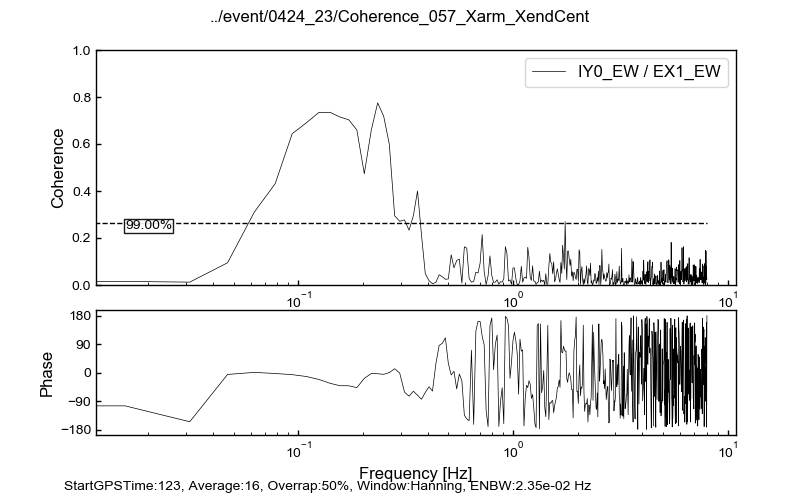 ../event/0424_23/Coherence_057_Xarm_XendCent
1.0
IY0_EW / EX1_EW
0.8
0.6
Coherence
0.4
99.00%
0.2
0.0
10⁻¹ 10⁰ 10¹
180
90
0
Phase
−90
−180
10⁻¹ 10⁰ 10¹
Frequency [Hz]
StartGPSTime:123, Average:16, Overrap:50%, Window:Hanning, ENBW:2.35e-02 Hz